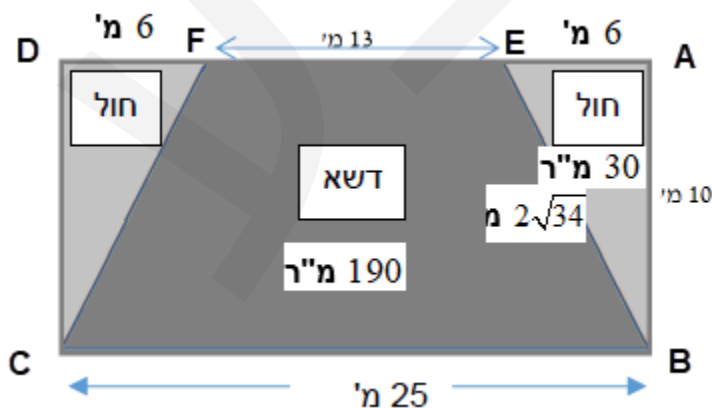 D 6 מ' F 13 מ' E 6 מ' A
חול חול
דשא
30 מ"ר
10 מ'
2√34 מ
190 מ"ר
C B
25 מ'